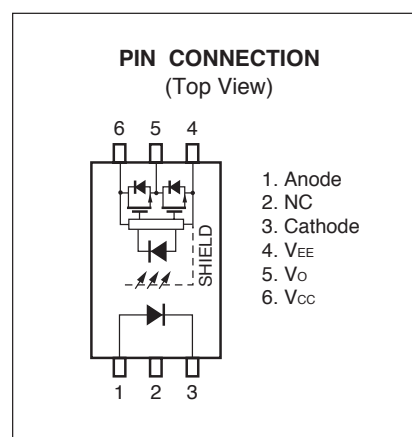 PIN CONNECTION
(Top View)
6 5 4
1. Anode
2. NC
3. Cathode
4. VEE
5. VO
6. VCC
SHIELD
1 2 3